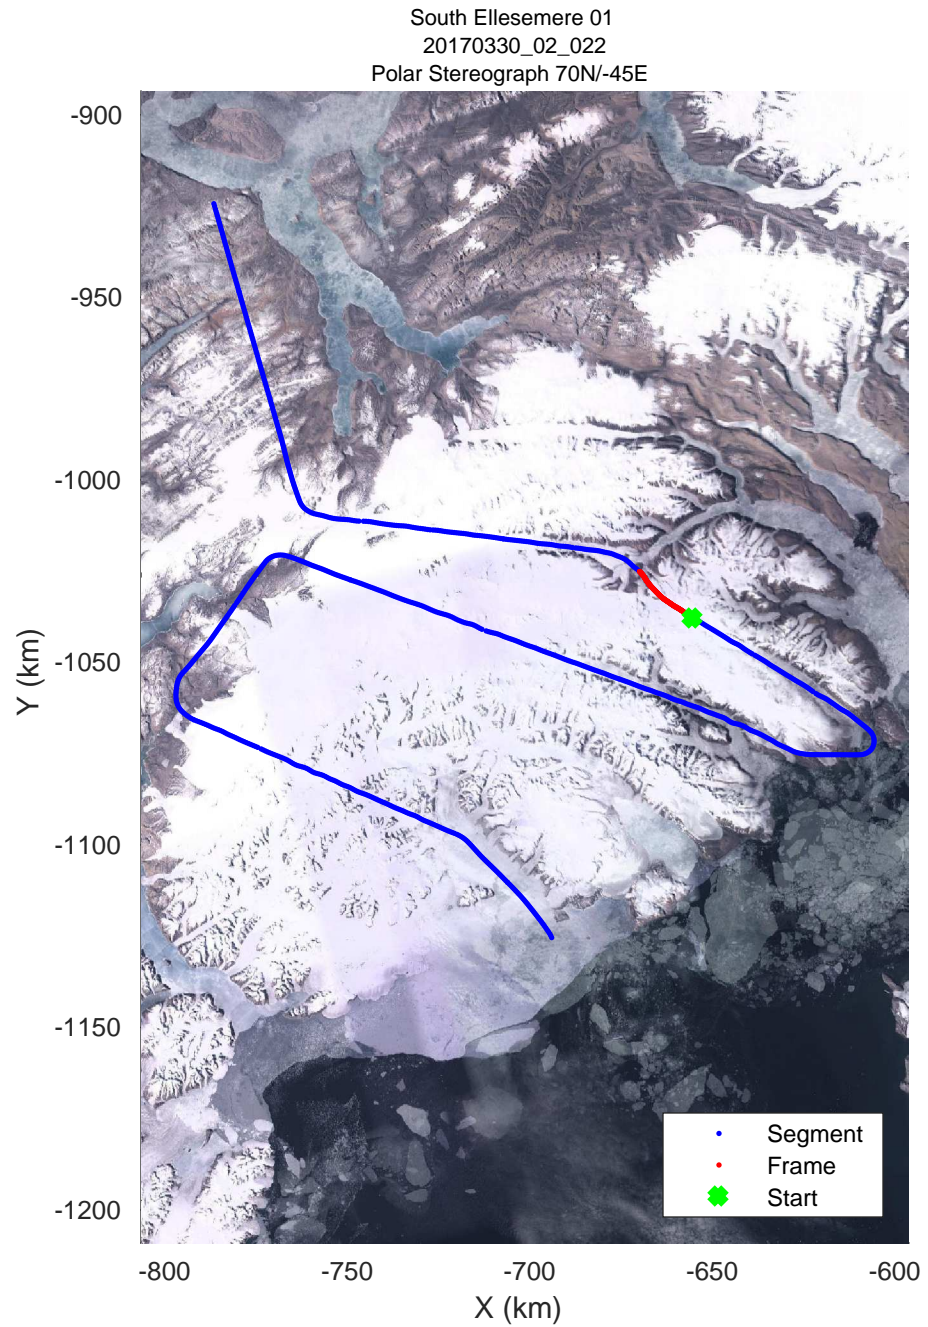 South Ellesemere 01
20170330_02_022
Polar Stereograph 70N/-45E
-900
-950
-1000
-1050
-1100
-1150
-1200
Y (km)
Segment
Frame
Start
-800 -750 -700 -650 -600
X (km)